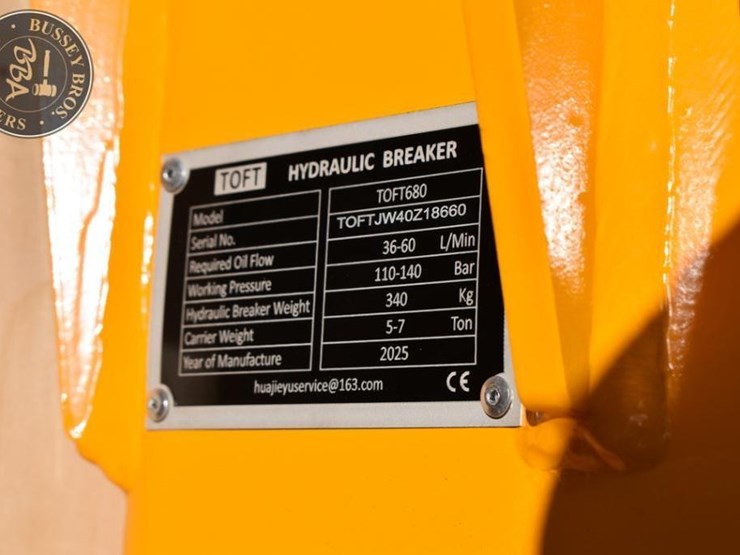 BUSSEY BROS.
BBA
ERS
TOFT HYDRAULIC BREAKER
Model TOFT680
Serial No. TOFTJW40Z18660
Required Oil Flow 36-60 L/Min
Working Pressure 110-140 Bar
Hydraulic Breaker Weight 340 Kg
Carrier Weight 5-7 Ton
Year of Manufacture 2025
huajieyuservice@163.com CE